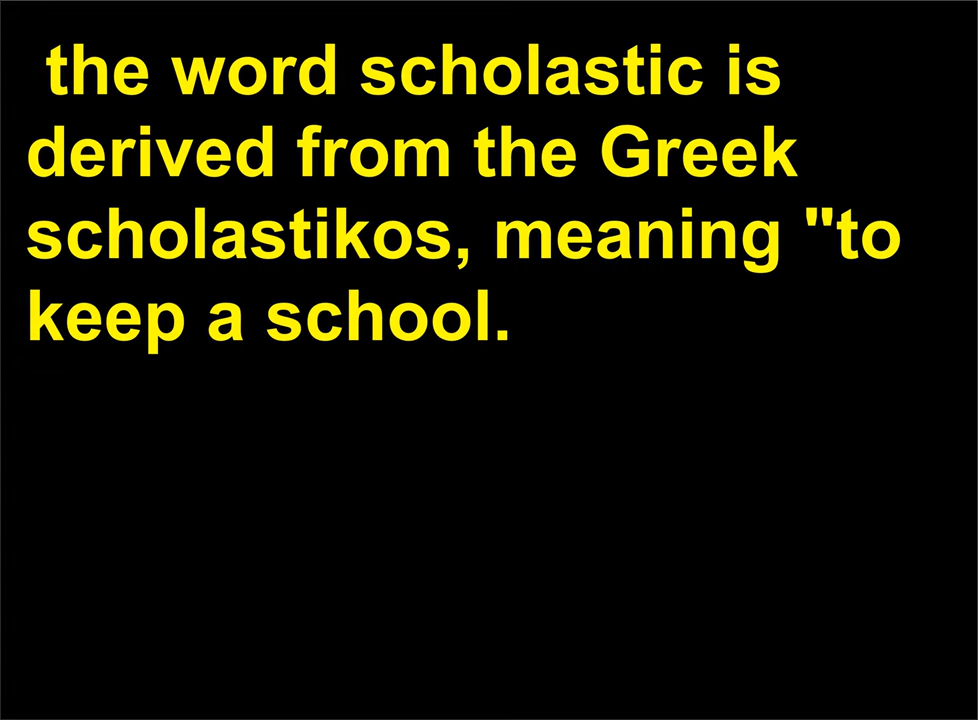 the word scholastic is
derived from the Greek
scholastikos, meaning "to
keep a school.